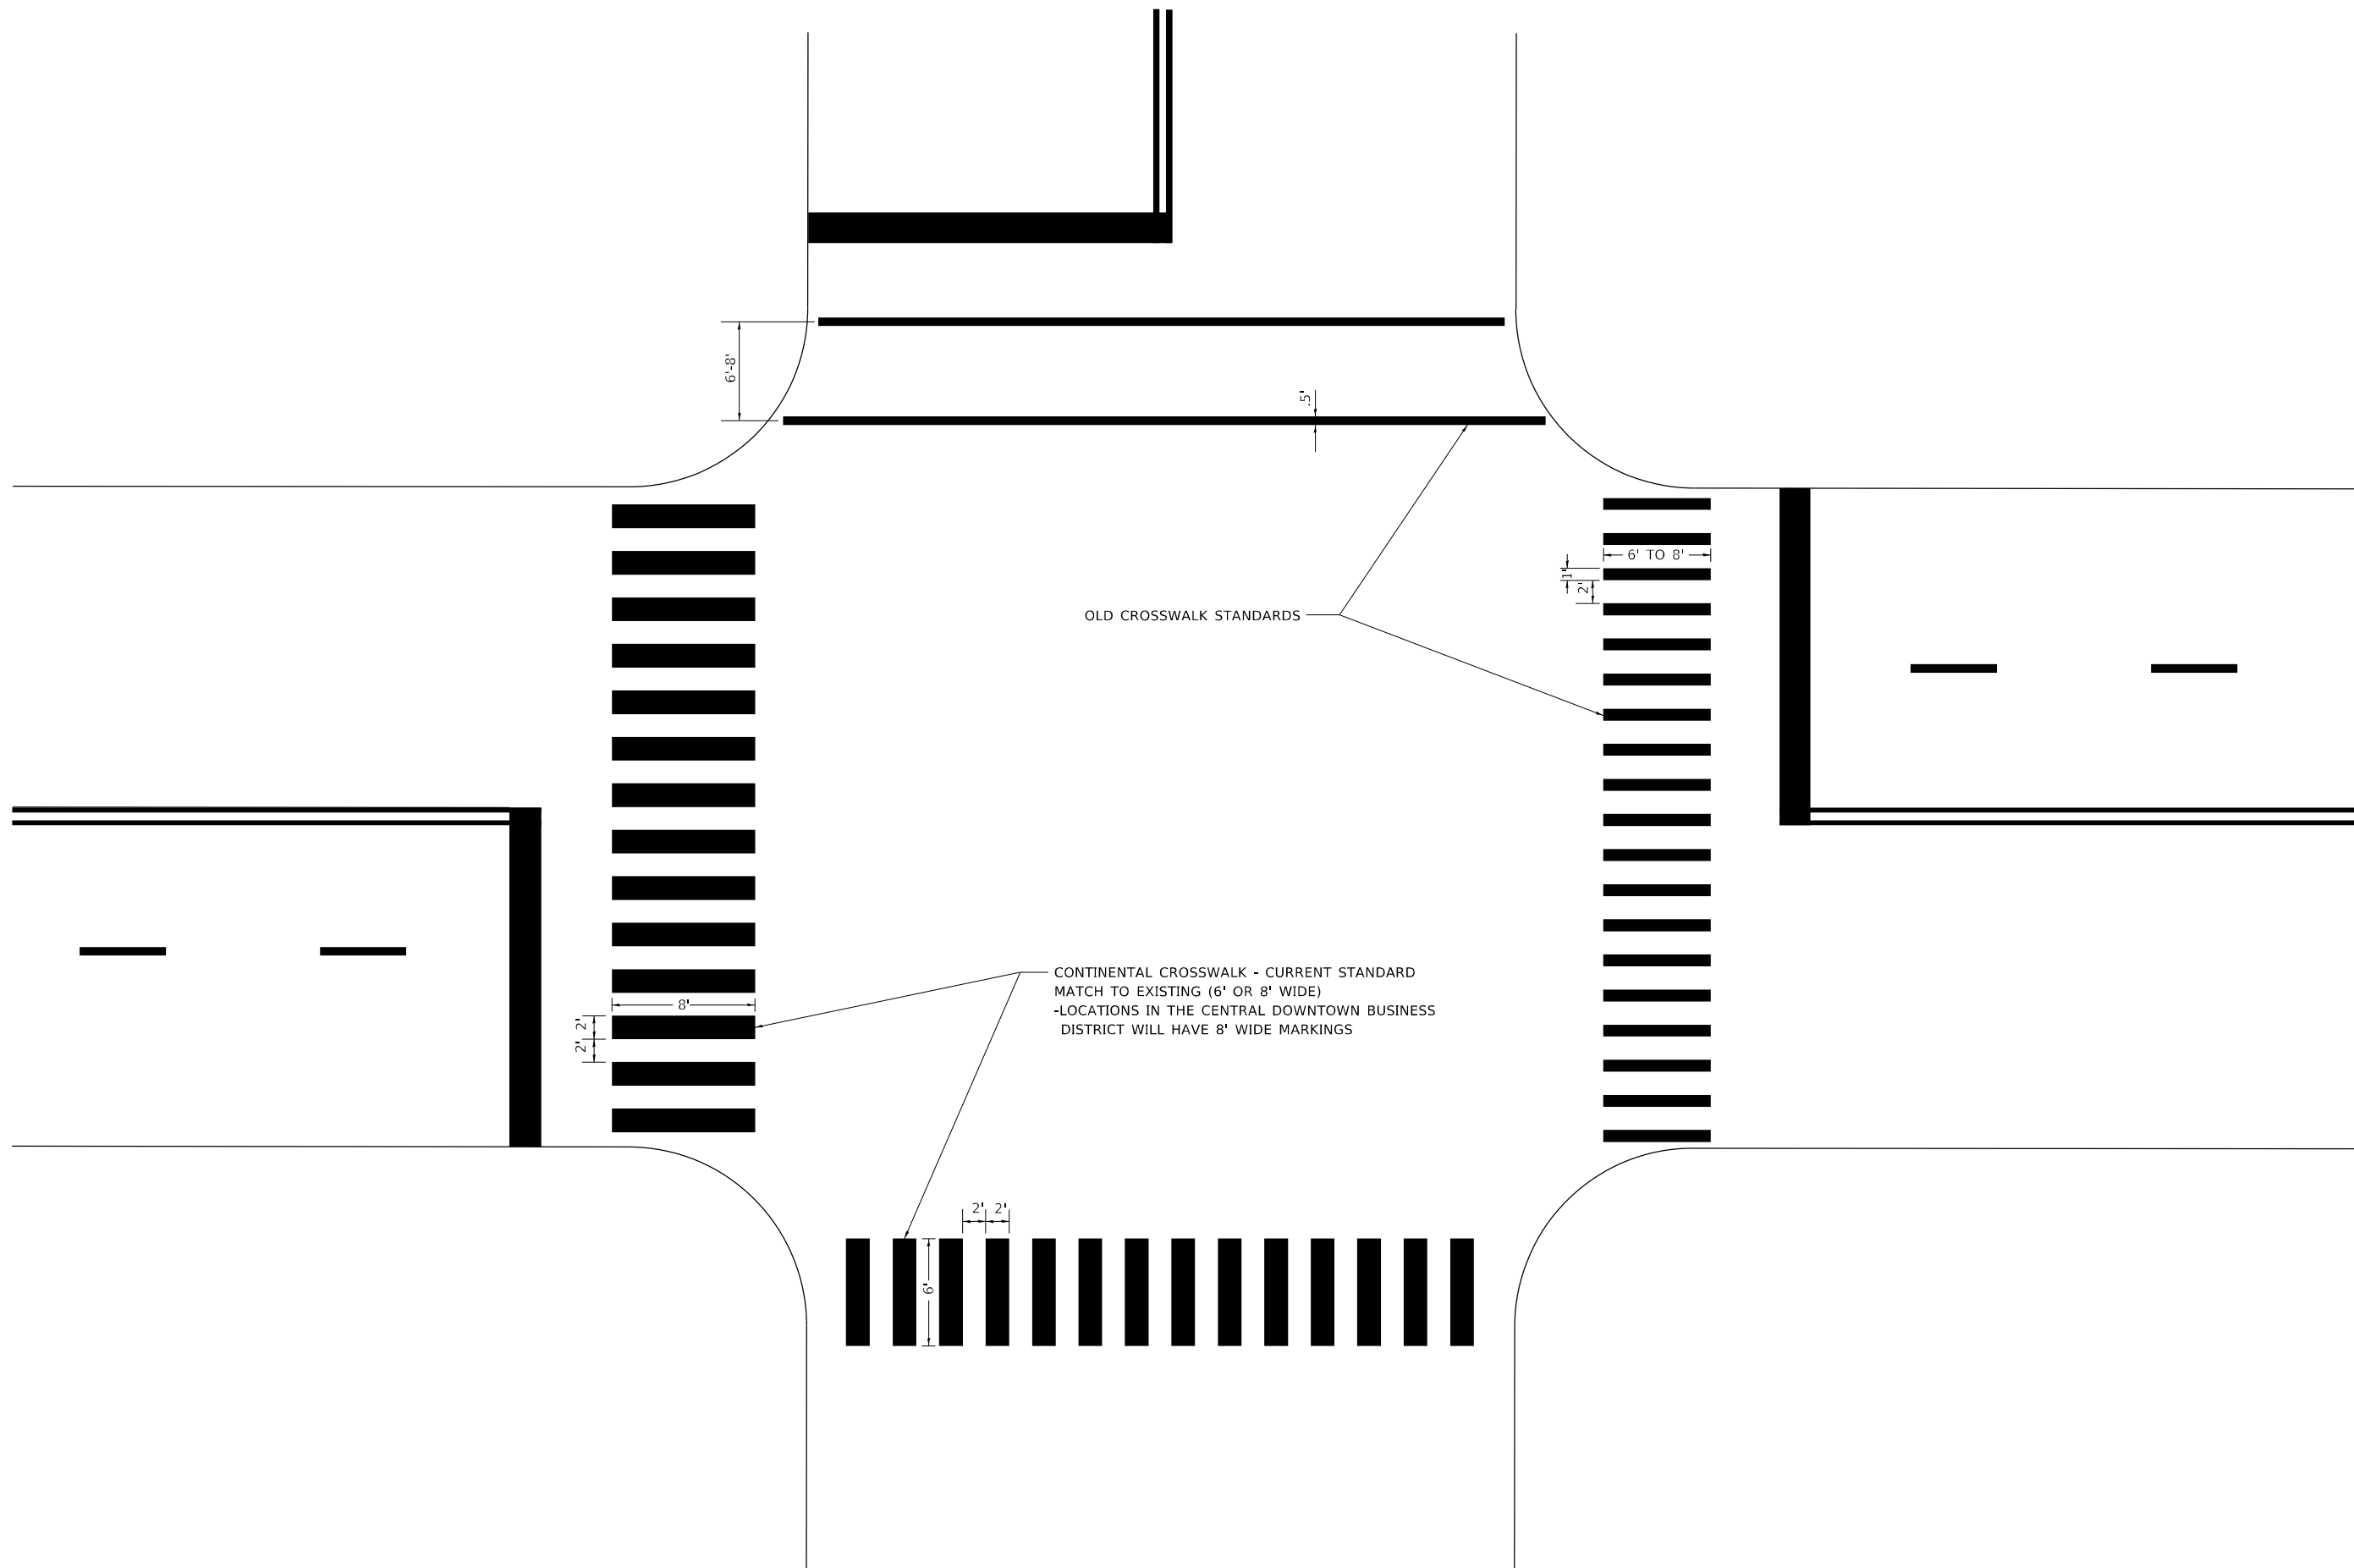 6'-8'
.5'
6' TO 8'
1'
2'
OLD CROSSWALK STANDARDS
CONTINENTAL CROSSWALK - CURRENT STANDARD
MATCH TO EXISTING (6' OR 8' WIDE)
-LOCATIONS IN THE CENTRAL DOWNTOWN BUSINESS
DISTRICT WILL HAVE 8' WIDE MARKINGS
8'
2'
2'
2' 2'
6'